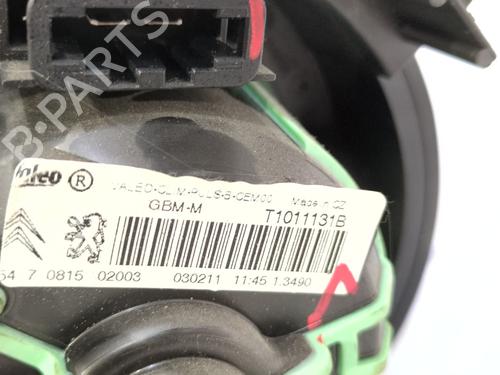 B-PARTS
Valeo ®
VALEO-CLIM-PULS-B-CEM00 Made in CZ
GBM-M T1011131B
54 7 0815 02003 030211 11:45 1.3490